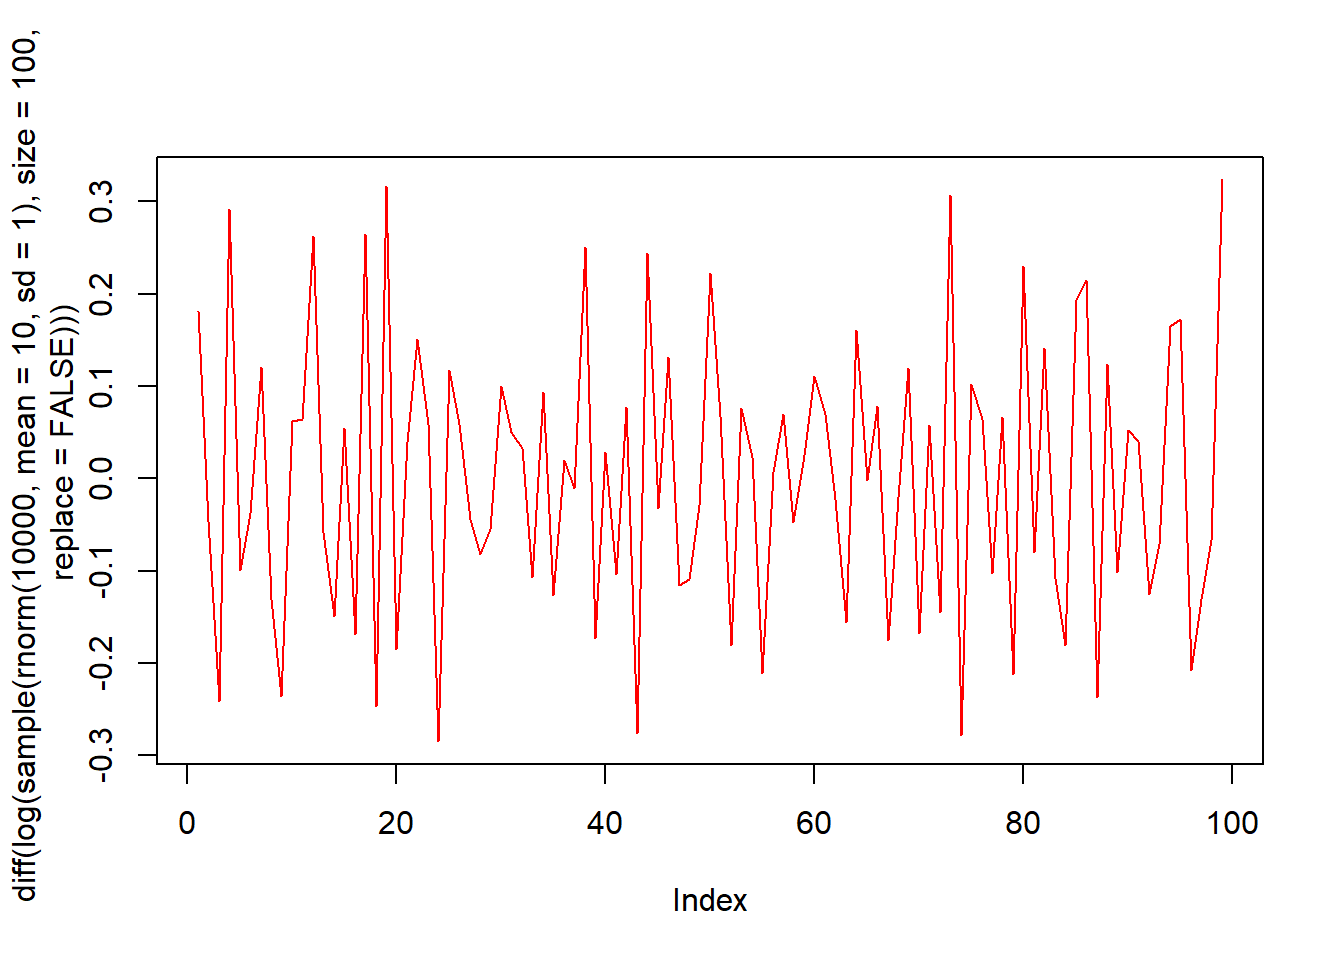 diff(log(sample(rnorm(10000, mean = 10, sd = 1), size = 100,
replace = FALSE)))
0.3
0.2
0.1
0.0
-0.1
-0.2
-0.3
0 20 40 60 80 100
Index